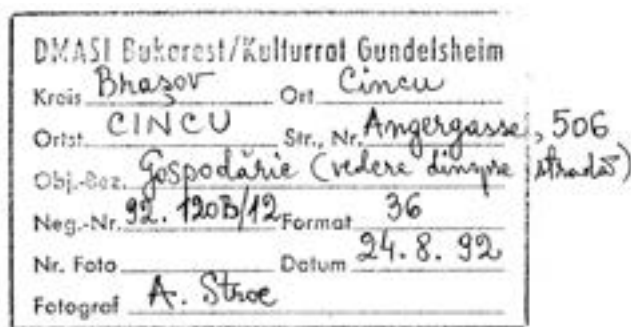 DMASI Bukarest/Kulturrat Gundelsheim
Kreis Brașov Ort Cincu
Ortst. CINCU Str., Nr. Angergasse, 506
Obj.-Bez. Gospodărie (vedere dinspre stradă)
Neg.-Nr. 92.120B/12 Format 36
Nr. Foto Datum 24.8.92
Fotograf A. Stroe